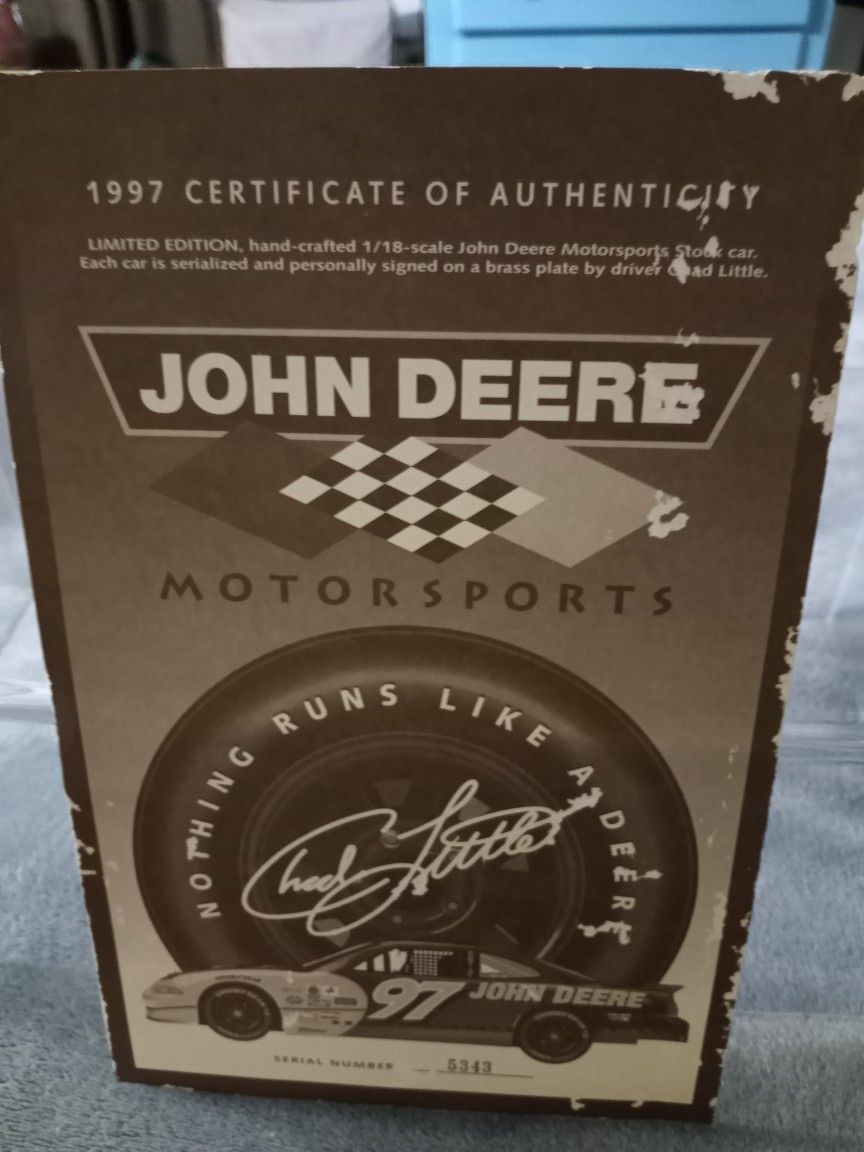 1997 CERTIFICATE OF AUTHENTICITY
LIMITED EDITION, hand-crafted 1/18-scale John Deere Motorsports Stock car.
Each car is serialized and personally signed on a brass plate by driver Chad Little.
JOHN DEERE
MOTORSPORTS
NOTHING RUNS LIKE A DEERE
Chad Little
97 JOHN DEERE
SERIAL NUMBER 5343